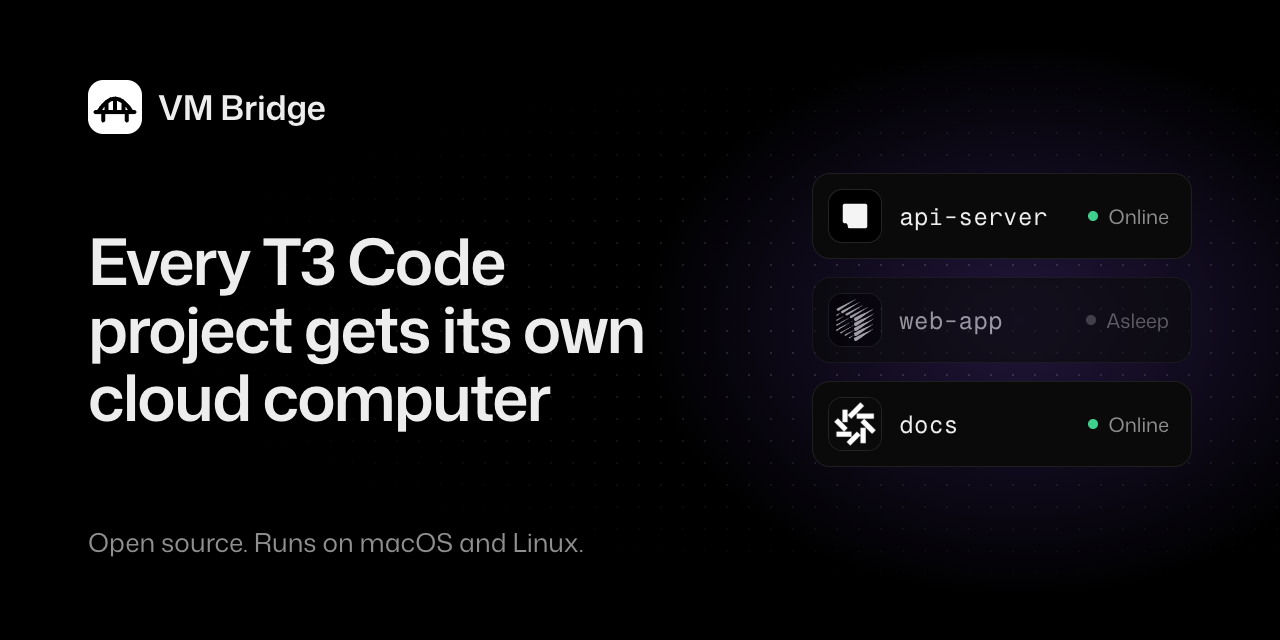 VM Bridge
Every T3 Code
project gets its own
cloud computer
Open source. Runs on macOS and Linux.
api-server
Online
web-app
Asleep
docs
Online